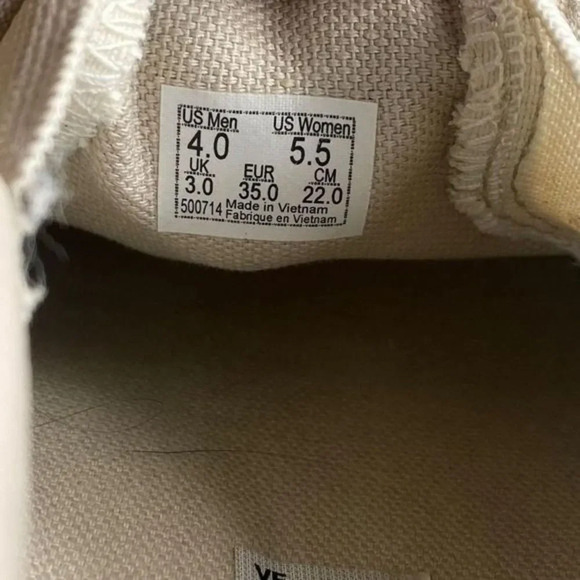 US Men US Women
4.0 5.5
UK EUR CM
3.0 35.0 22.0
500714 Made in Vietnam
Fabrique en Vietnam